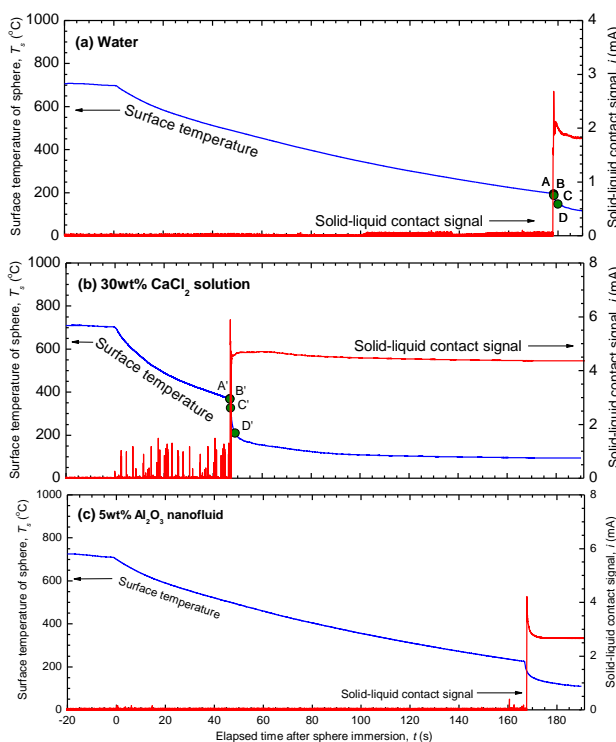 1000
800
600
400
200
0
Surface temperature of sphere, Ts (°C)
(a) Water
Surface temperature
Solid-liquid contact signal
A B
C
D
4
3
2
1
0
Solid-liquid contact signal, i (mA)
1000
800
600
400
200
0
Surface temperature of sphere, Ts (°C)
(b) 30wt% CaCl2 solution
Surface temperature
Solid-liquid contact signal
A' B'
C'
D'
8
6
4
2
0
Solid-liquid contact signal, i (mA)
1000
800
600
400
200
0
Surface temperature of sphere, Ts (°C)
(c) 5wt% Al2O3 nanofluid
Surface temperature
Solid-liquid contact signal
8
6
4
2
0
Solid-liquid contact signal, i (mA)
-20 0 20 40 60 80 100 120 140 160 180
Elapsed time after sphere immersion, t (s)